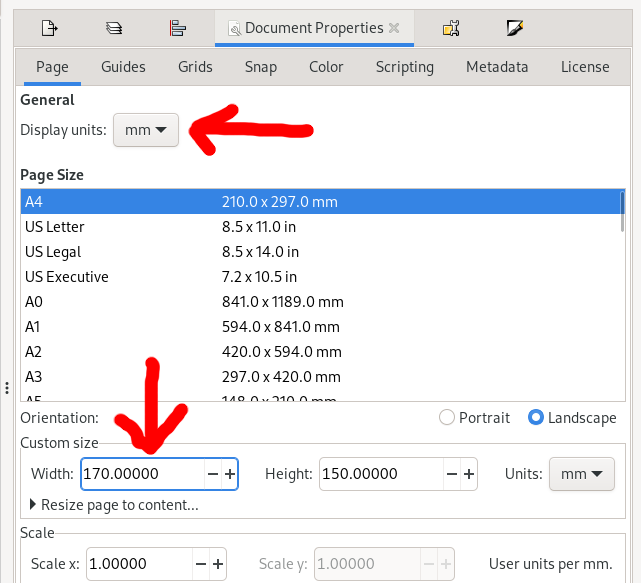 Document Properties
Page Guides Grids Snap Color Scripting Metadata License
General
Display units: mm
Page Size
A4 210.0 x 297.0 mm
US Letter 8.5 x 11.0 in
US Legal 8.5 x 14.0 in
US Executive 7.2 x 10.5 in
A0 841.0 x 1189.0 mm
A1 594.0 x 841.0 mm
A2 420.0 x 594.0 mm
A3 297.0 x 420.0 mm
A5 148.0 x 210.0 mm
Orientation: Portrait Landscape
Custom size
Width: 170.00000 Height: 150.00000 Units: mm
Resize page to content...
Scale
Scale x: 1.00000 Scale y: 1.00000 User units per mm.